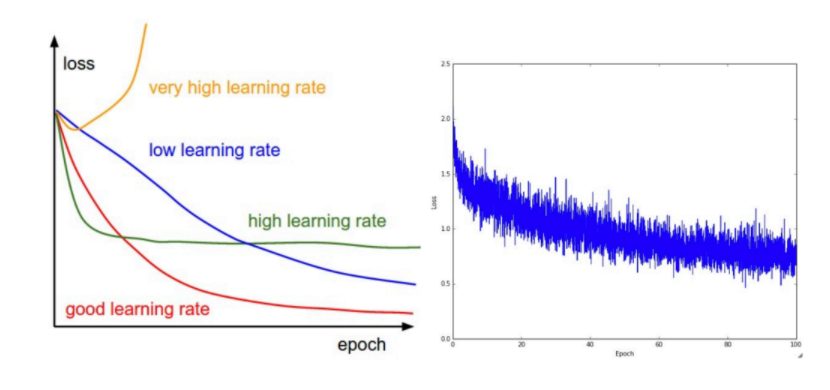 loss
very high learning rate
low learning rate
high learning rate
good learning rate
epoch
2.5
2.0
1.5
1.0
0.5
0.0
Loss
0
20
40
60
80
100
Epoch